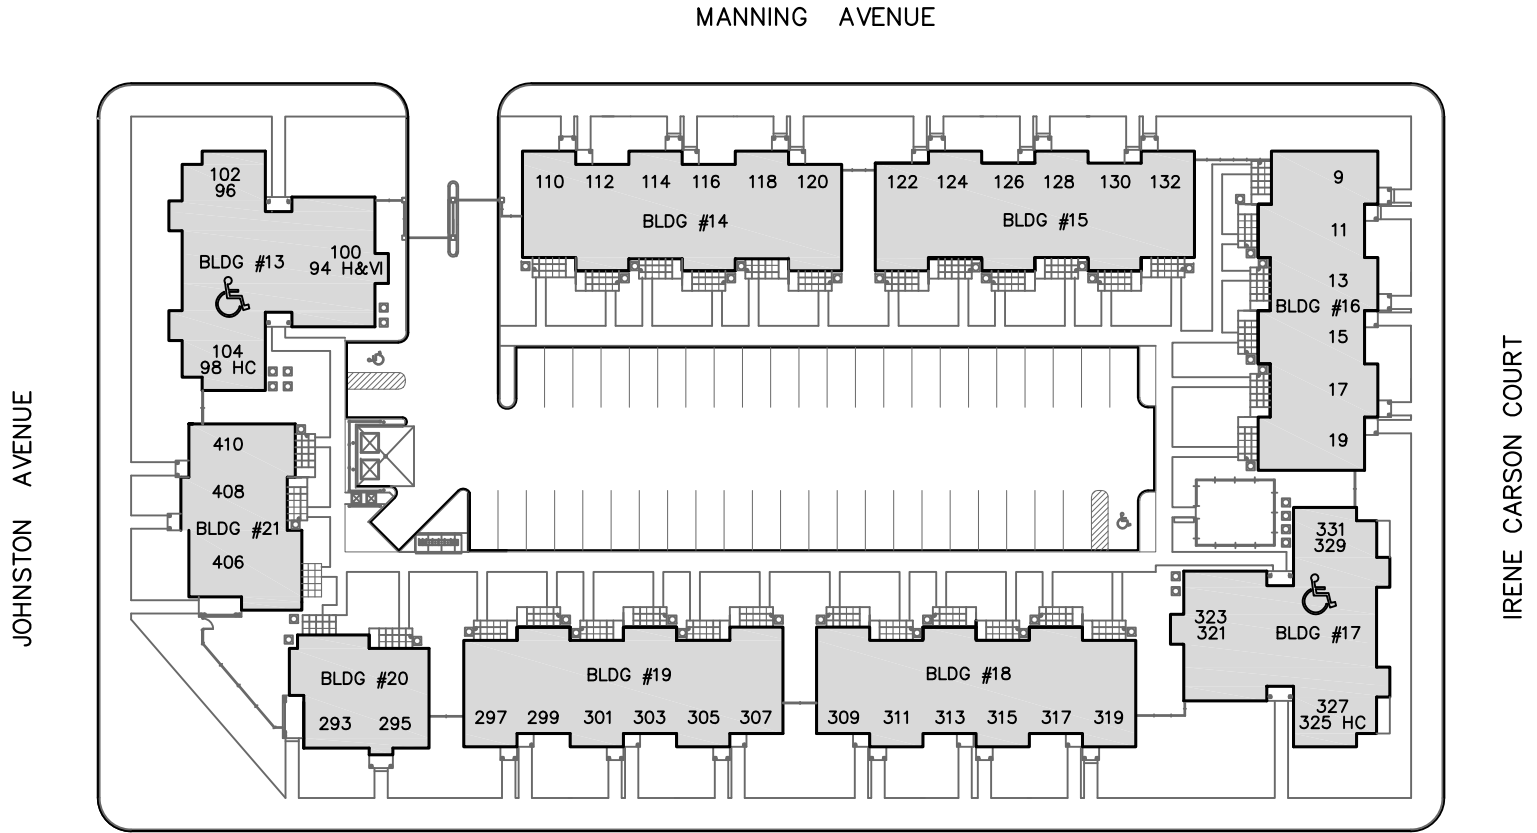 MANNING AVENUE
JOHNSTON AVENUE
IRENE CARSON COURT
102
96
100
94 H&VI
BLDG #13
104
98 HC
110 112 114 116 118 120
BLDG #14
122 124 126 128 130 132
BLDG #15
9
11
13
BLDG #16
15
17
19
410
408
BLDG #21
406
331
329
323
321
BLDG #17
327
325 HC
BLDG #20
293 295
BLDG #19
297 299 301 303 305 307
BLDG #18
309 311 313 315 317 319